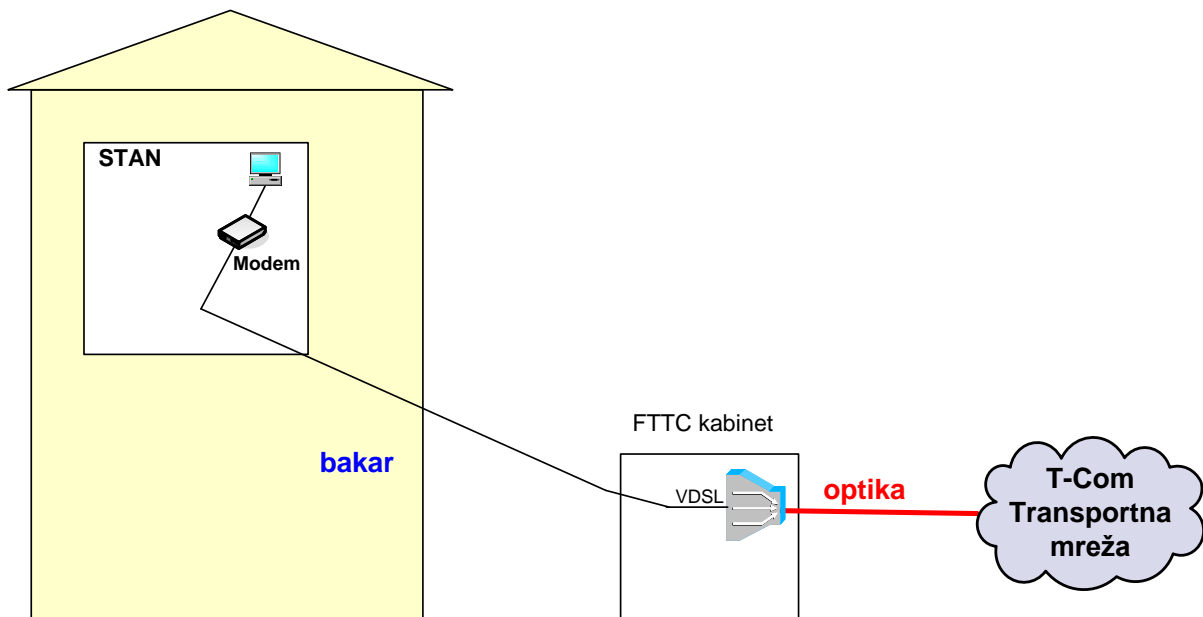 STAN
Modem
bakar
FTTC kabinet
VDSL
optika
T-Com
Transportna
mreža